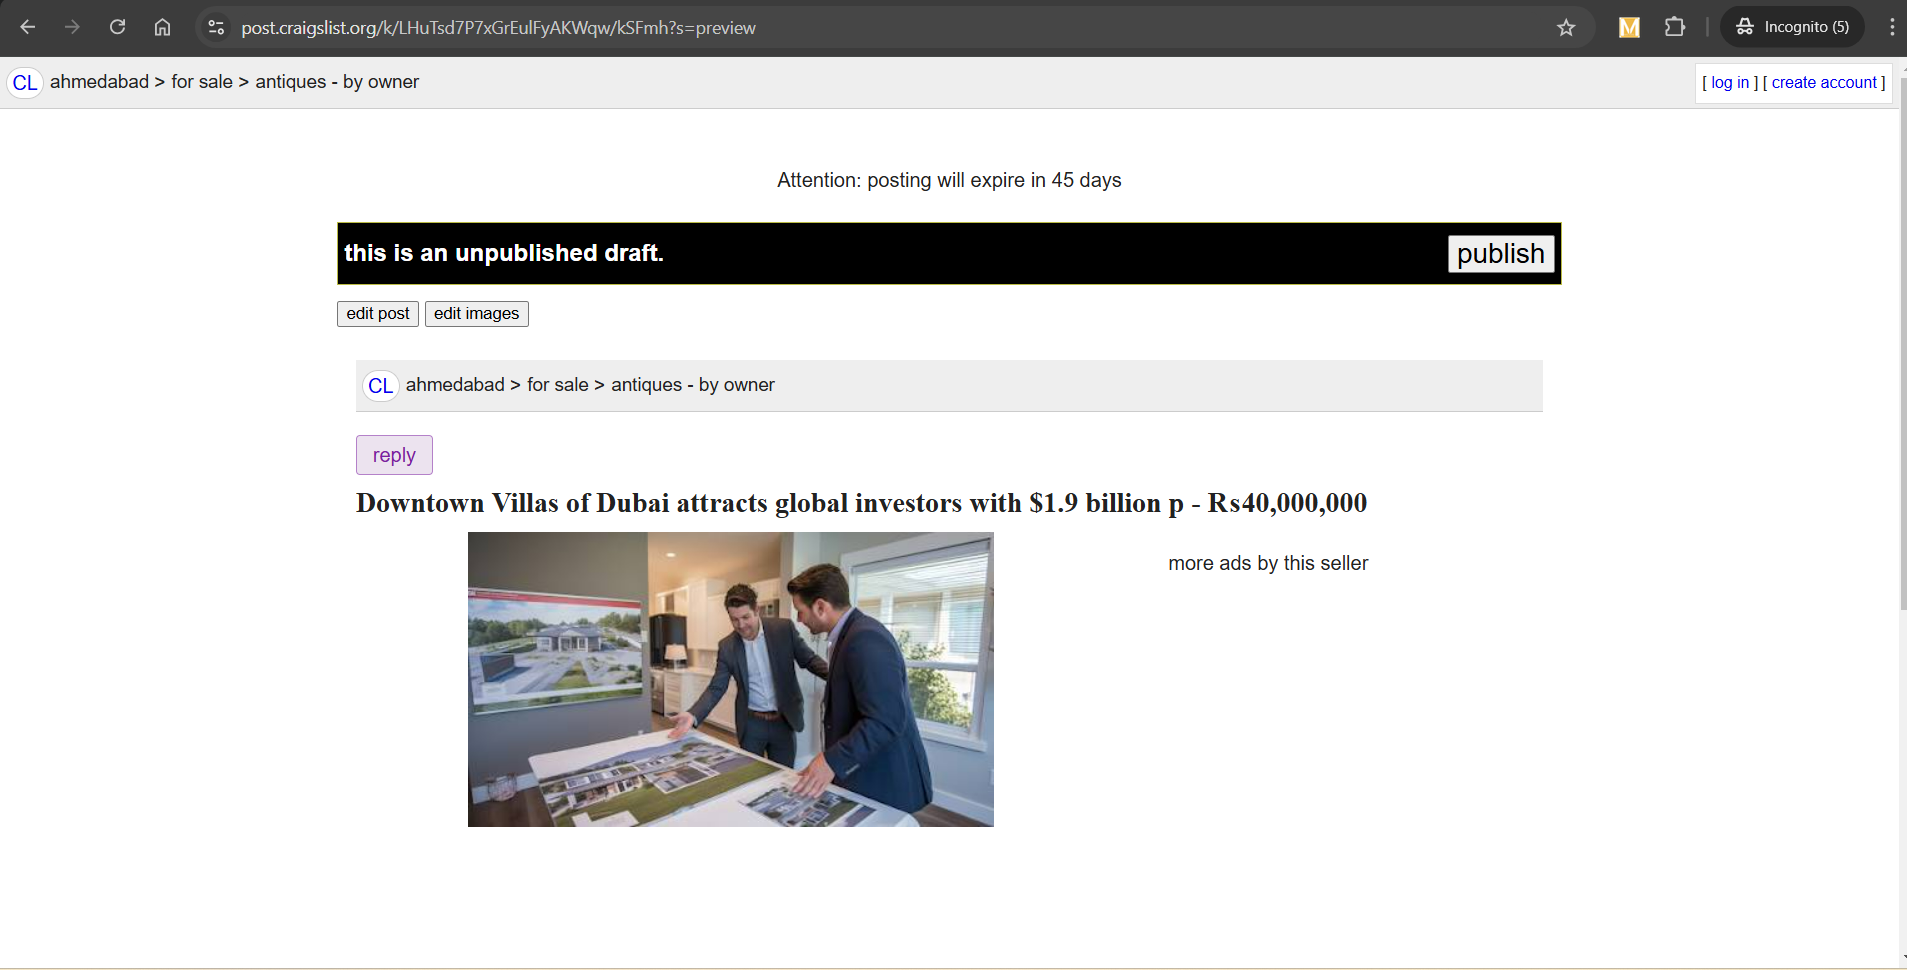 post.craigslist.org/k/LHuTsd7P7xGrEulFyAKWqw/kSFmh?s=preview
Incognito (5)
CL ahmedabad > for sale > antiques - by owner
[ log in ] [ create account ]
Attention: posting will expire in 45 days
this is an unpublished draft.
publish
edit post edit images
CL ahmedabad > for sale > antiques - by owner
reply
Downtown Villas of Dubai attracts global investors with $1.9 billion p - Rs40,000,000
more ads by this seller